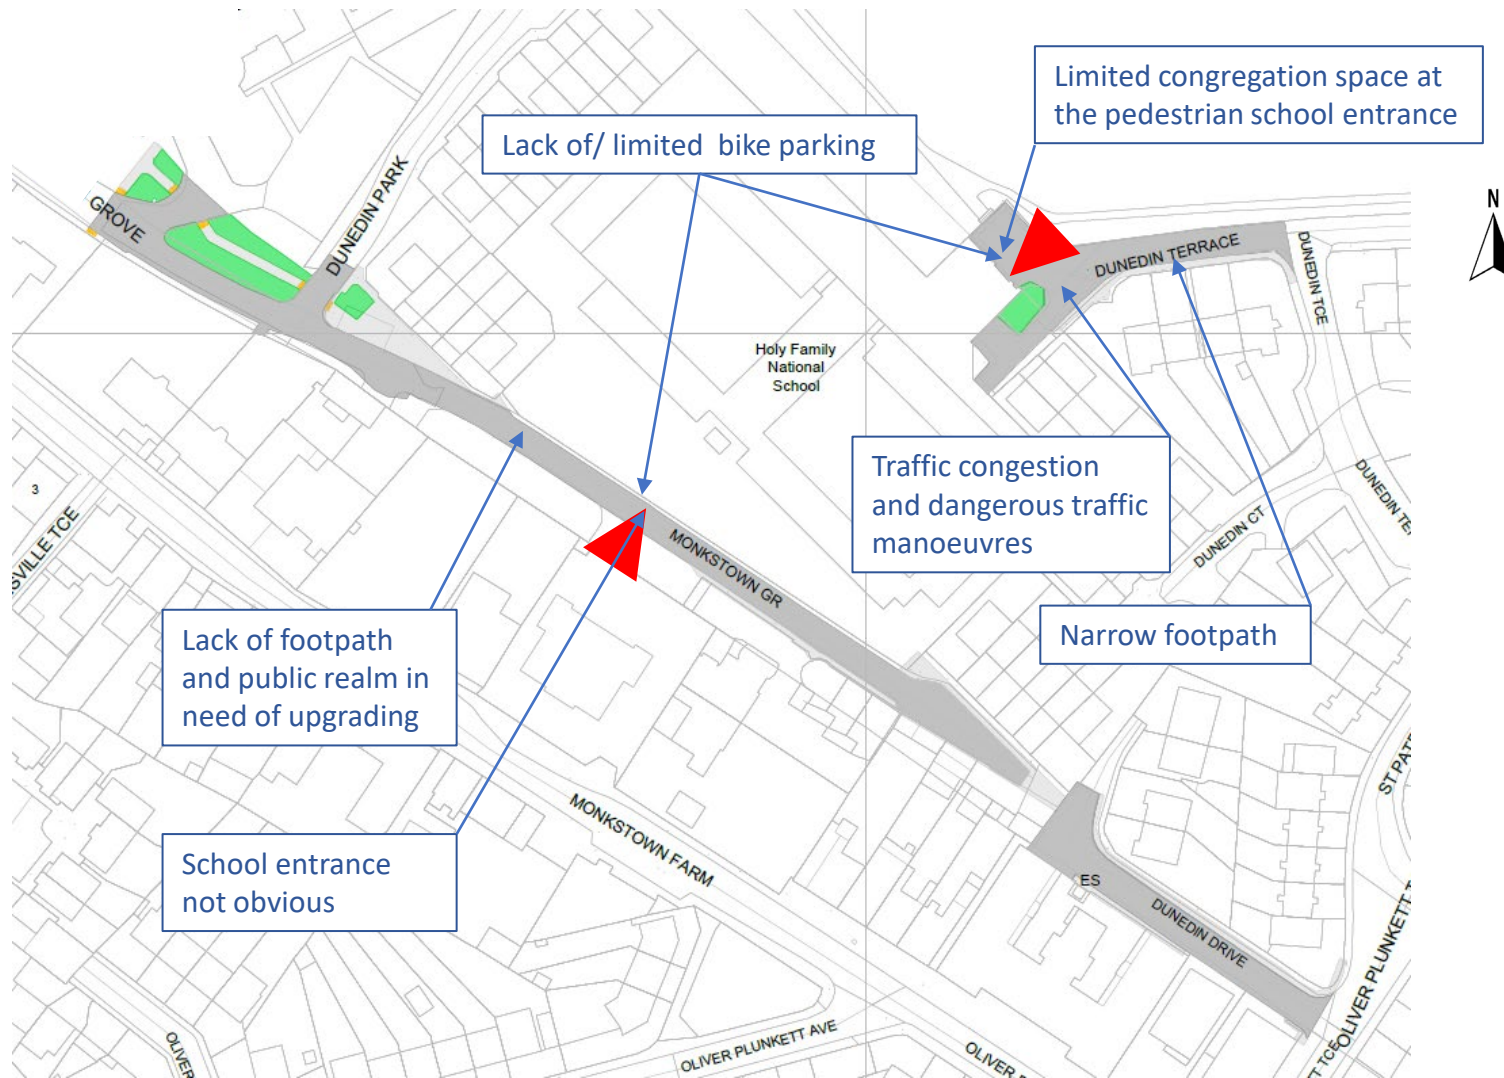 Limited congregation space at
the pedestrian school entrance
Lack of/ limited  bike parking
N
GROVE
DUNEDIN PARK
DUNEDIN TERRACE
DUNEDIN TCE
Holy Family
National
School
Traffic congestion
and dangerous traffic
manoeuvres
3
DUNEDIN CT
DUNEDIN TE
SVILLE TCE
MONKSTOWN GR
Narrow footpath
Lack of footpath
and public realm in
need of upgrading
ST PAT
MONKSTOWN FARM
School entrance
not obvious
ES
DUNEDIN DRIVE
OLIVER PLUNKETT
OLIVER PLUNKETT AVE
OLIVER
OLIVER
TCE